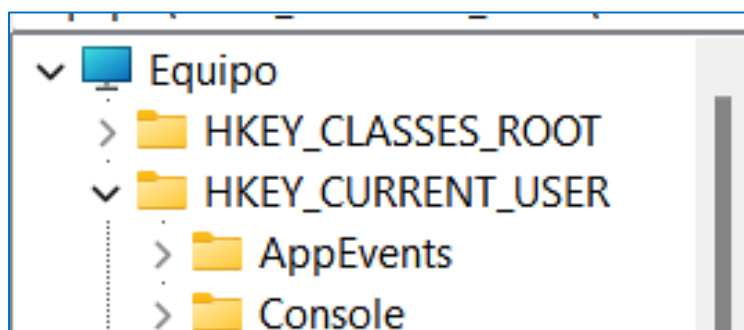 Equipo
HKEY_CLASSES_ROOT
HKEY_CURRENT_USER
AppEvents
Console